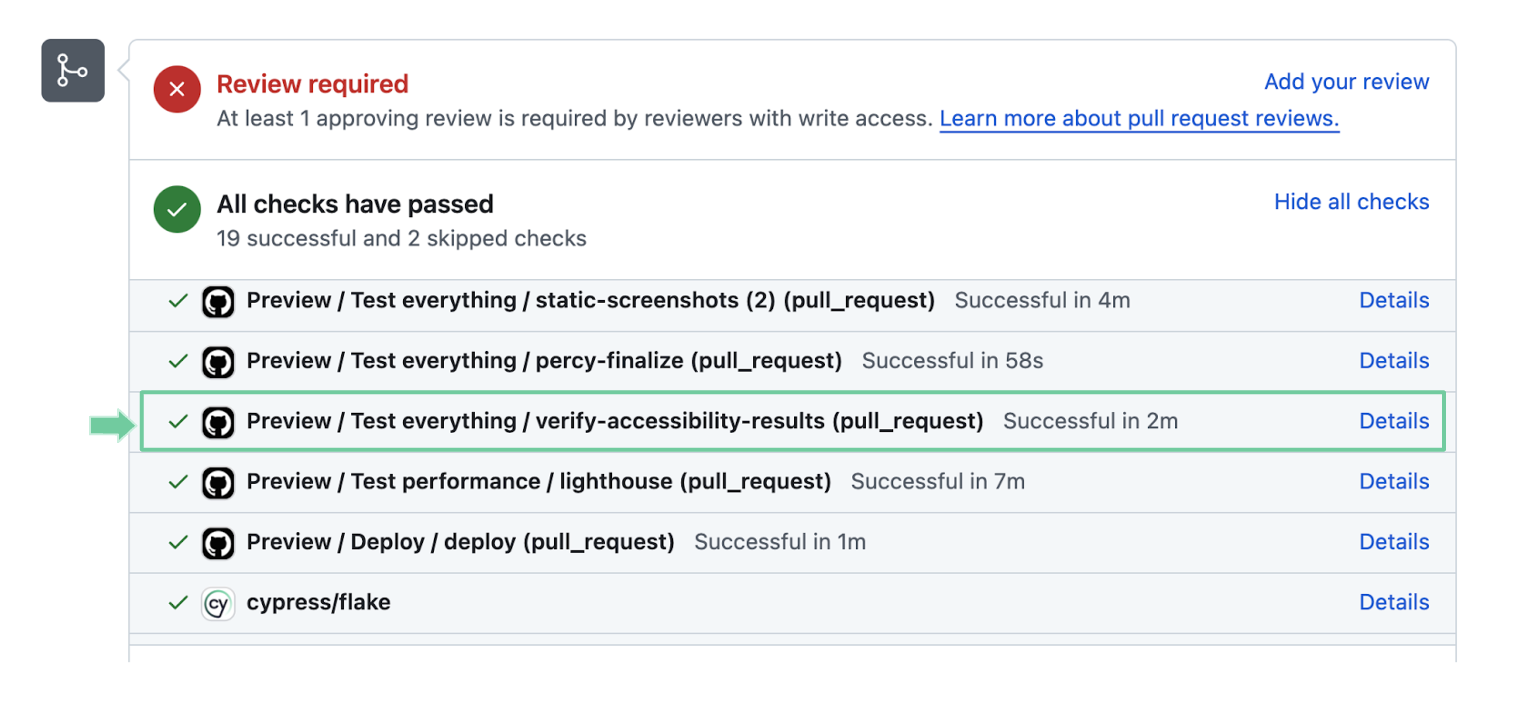 Review required
Add your review
At least 1 approving review is required by reviewers with write access. Learn more about pull request reviews.
All checks have passed
Hide all checks
19 successful and 2 skipped checks
Preview / Test everything / static-screenshots (2) (pull_request) Successful in 4m Details
Preview / Test everything / percy-finalize (pull_request) Successful in 58s Details
Preview / Test everything / verify-accessibility-results (pull_request) Successful in 2m Details
Preview / Test performance / lighthouse (pull_request) Successful in 7m Details
Preview / Deploy / deploy (pull_request) Successful in 1m Details
cy cypress/flake Details